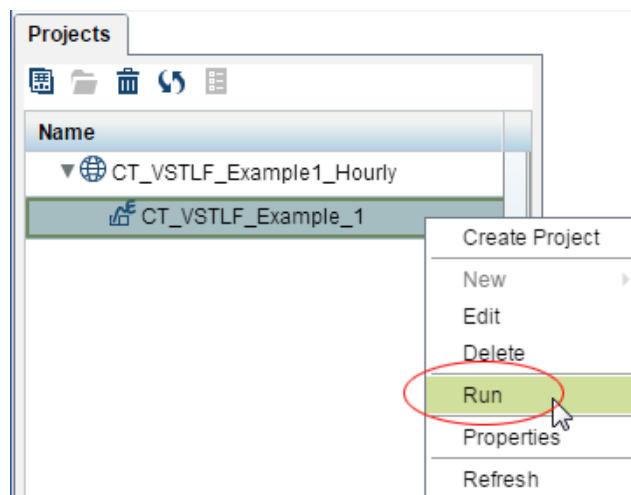 Projects
Name
CT_VSTLF_Example1_Hourly
CT_VSTLF_Example_1
Create Project
New
Edit
Delete
Run
Properties
Refresh